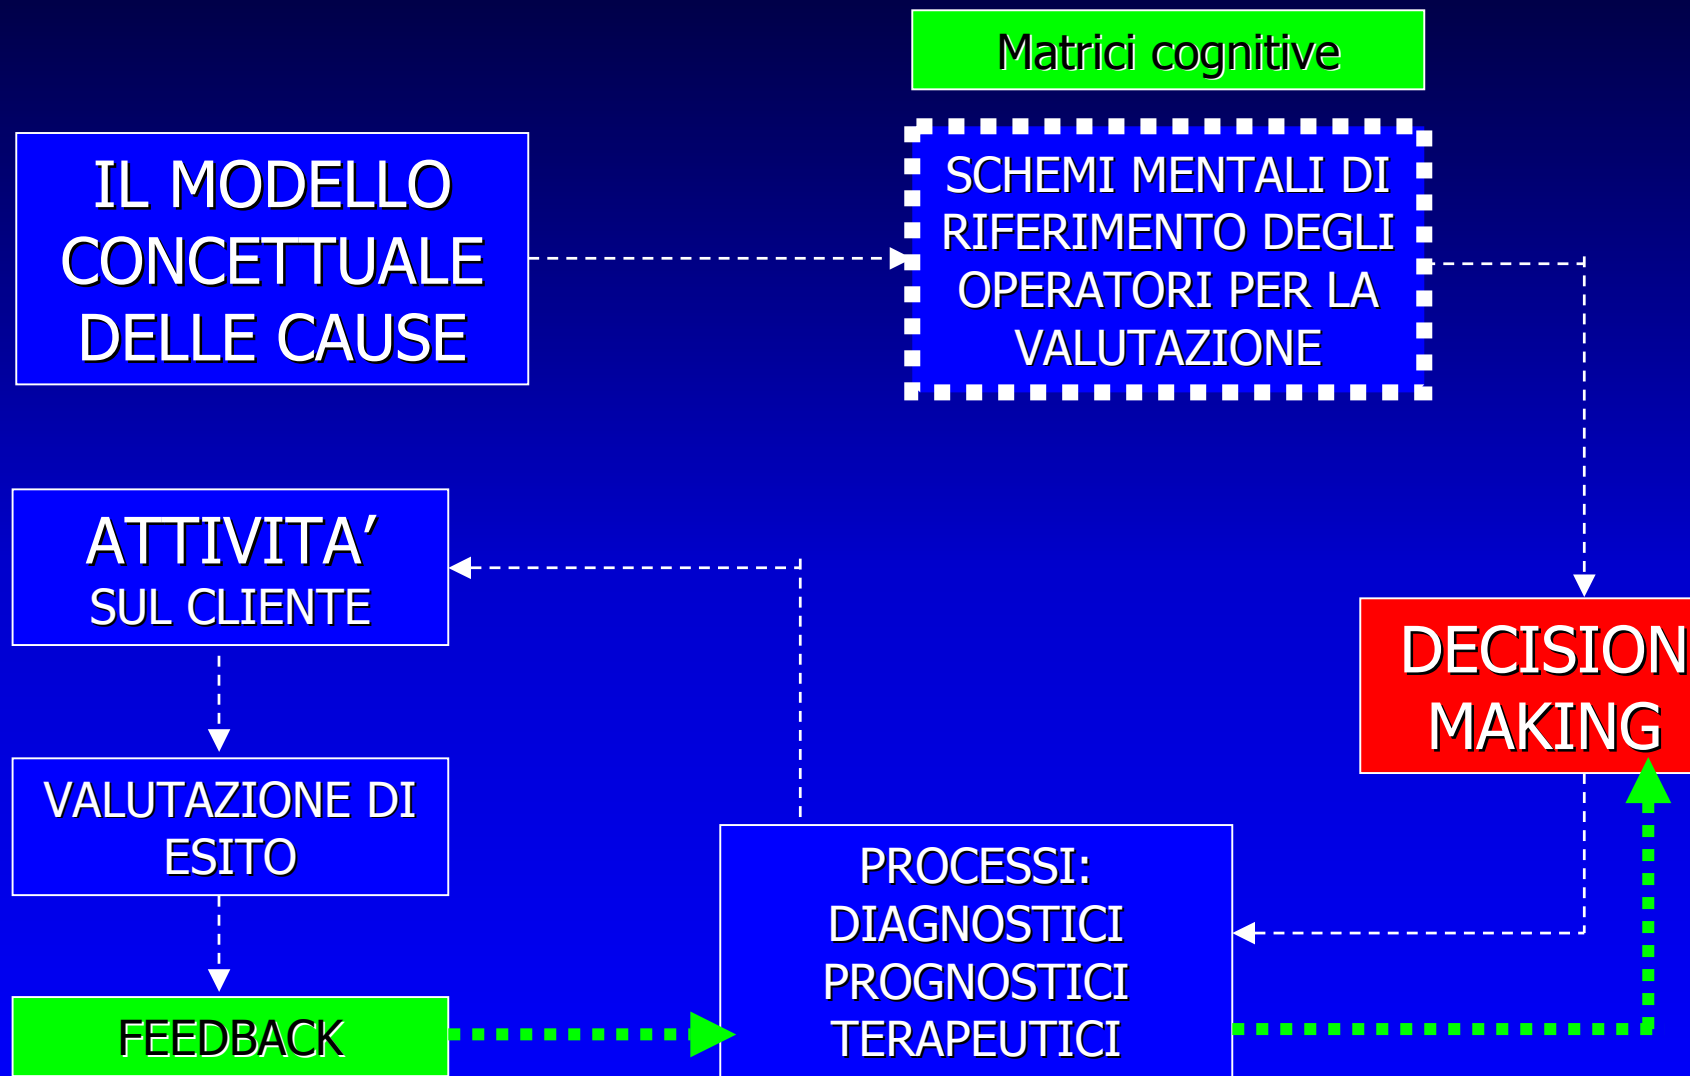 Matrici cognitive
IL MODELLO
CONCETTUALE
DELLE CAUSE
SCHEMI MENTALI DI
RIFERIMENTO DEGLI
OPERATORI PER LA
VALUTAZIONE
ATTIVITA’
SUL CLIENTE
DECISION
MAKING
VALUTAZIONE DI
ESITO
PROCESSI:
DIAGNOSTICI
PROGNOSTICI
TERAPEUTICI
FEEDBACK